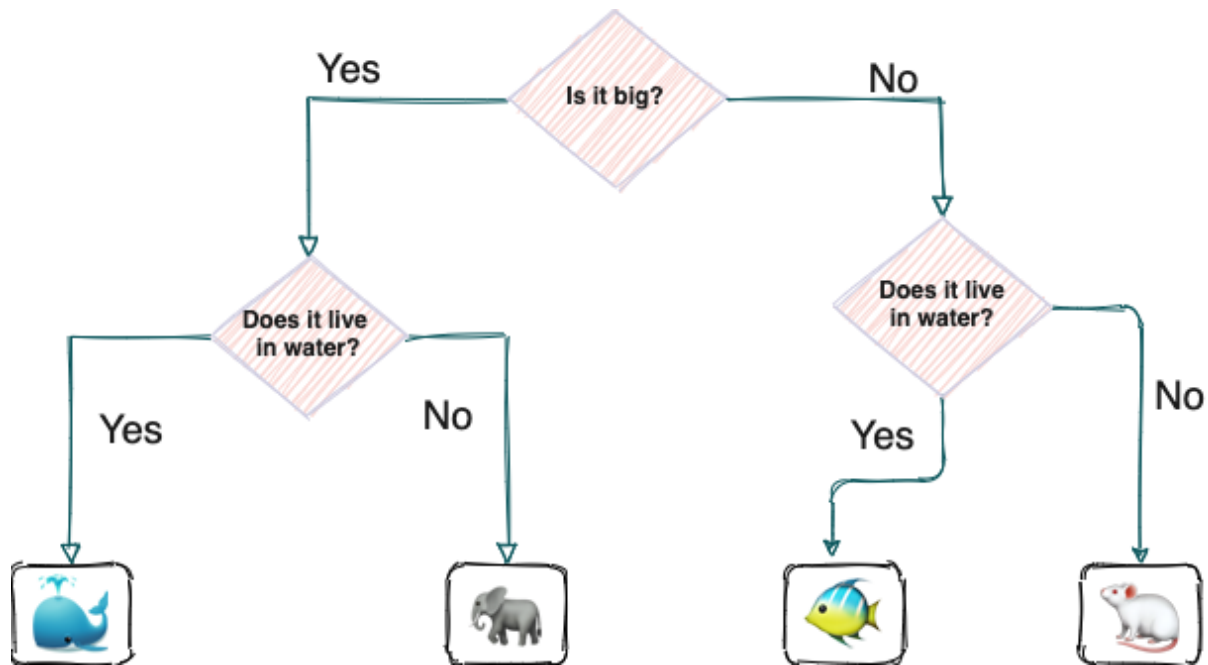 Is it big?
Yes
No
Does it live
in water?
Does it live
in water?
Yes
No
Yes
No